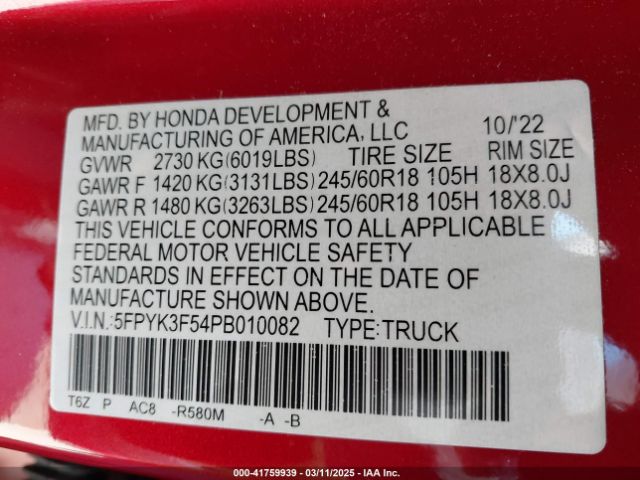 MFD. BY HONDA DEVELOPMENT &
MANUFACTURING OF AMERICA, LLC 10/'22
GVWR 2730 KG(6019LBS) TIRE SIZE RIM SIZE
GAWR F 1420 KG(3131LBS) 245/60R18 105H 18X8.0J
GAWR R 1480 KG(3263LBS) 245/60R18 105H 18X8.0J
THIS VEHICLE CONFORMS TO ALL APPLICABLE
FEDERAL MOTOR VEHICLE SAFETY
STANDARDS IN EFFECT ON THE DATE OF
MANUFACTURE SHOWN ABOVE.
V.I.N.:5FPYK3F54PB010082 TYPE:TRUCK
T6Z P AC8 -R580M -A -B
000-41759939 - 03/11/2025 - IAA Inc.